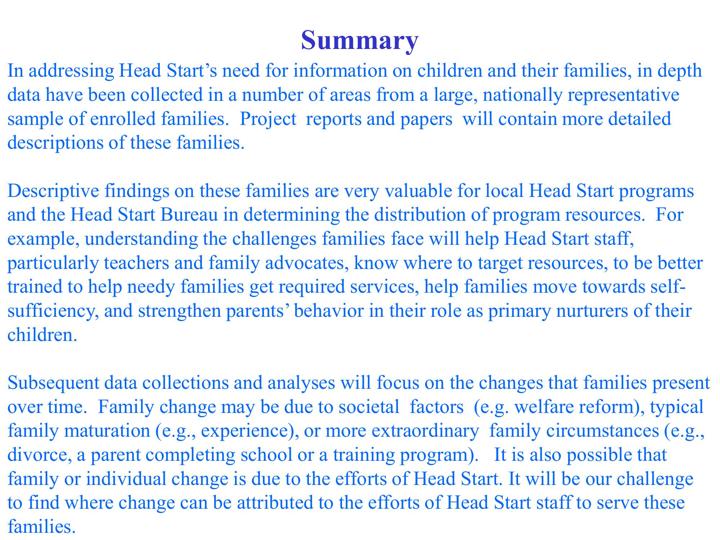 Summary
In addressing Head Start’s need for information on children and their families, in depth
data have been collected in a number of areas from a large, nationally representative
sample of enrolled families.  Project  reports and papers  will contain more detailed
descriptions of these families.
Descriptive findings on these families are very valuable for local Head Start programs
and the Head Start Bureau in determining the distribution of program resources.  For
example, understanding the challenges families face will help Head Start staff,
particularly teachers and family advocates, know where to target resources, to be better
trained to help needy families get required services, help families move towards self-
sufficiency, and strengthen parents’ behavior in their role as primary nurturers of their
children.
Subsequent data collections and analyses will focus on the changes that families present
over time.  Family change may be due to societal  factors  (e.g. welfare reform), typical
family maturation (e.g., experience), or more extraordinary  family circumstances (e.g.,
divorce, a parent completing school or a training program).   It is also possible that
family or individual change is due to the efforts of Head Start. It will be our challenge
to find where change can be attributed to the efforts of Head Start staff to serve these
families.